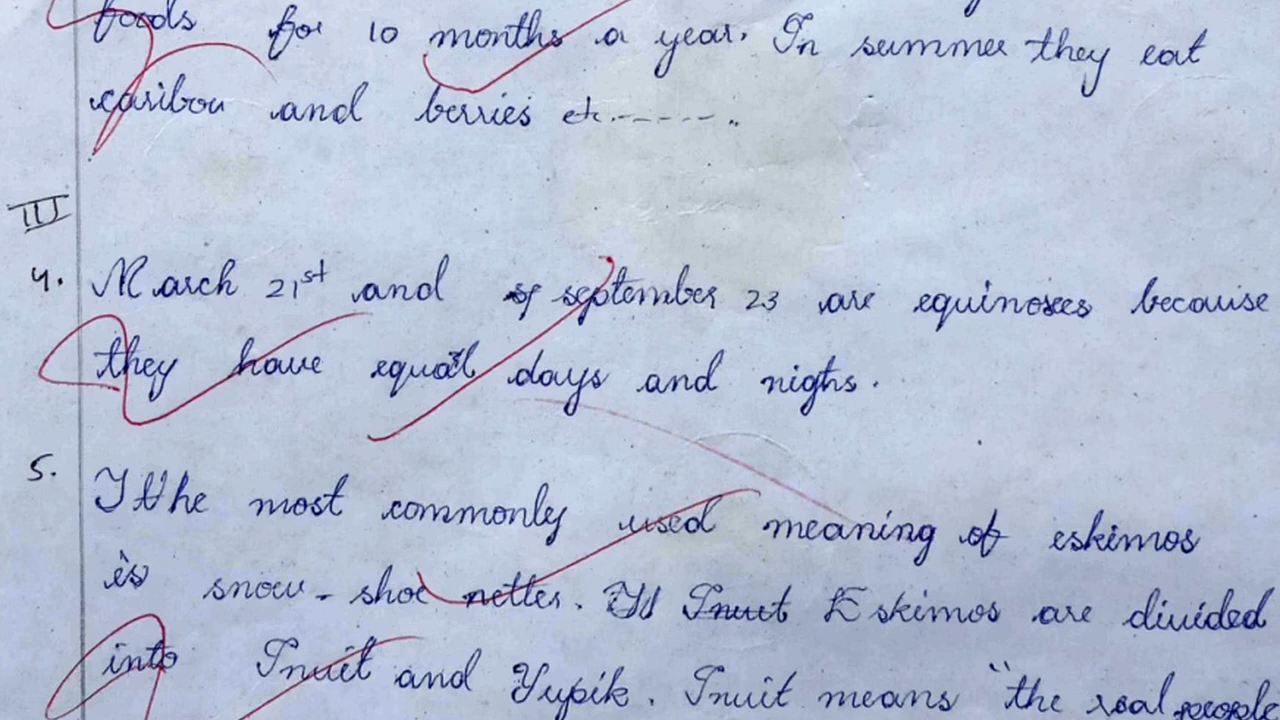 foods for 10 months a year. In summer they eat
caribou and berries etc------.
III
4. March 21st and september 23 are equinoxes because
they have equal days and nighs.
5. The most commonly used meaning of eskimos
is snow-shoe netter. Inuit Eskimos are divided
into Inuit and Yupik. Inuit means "the real people